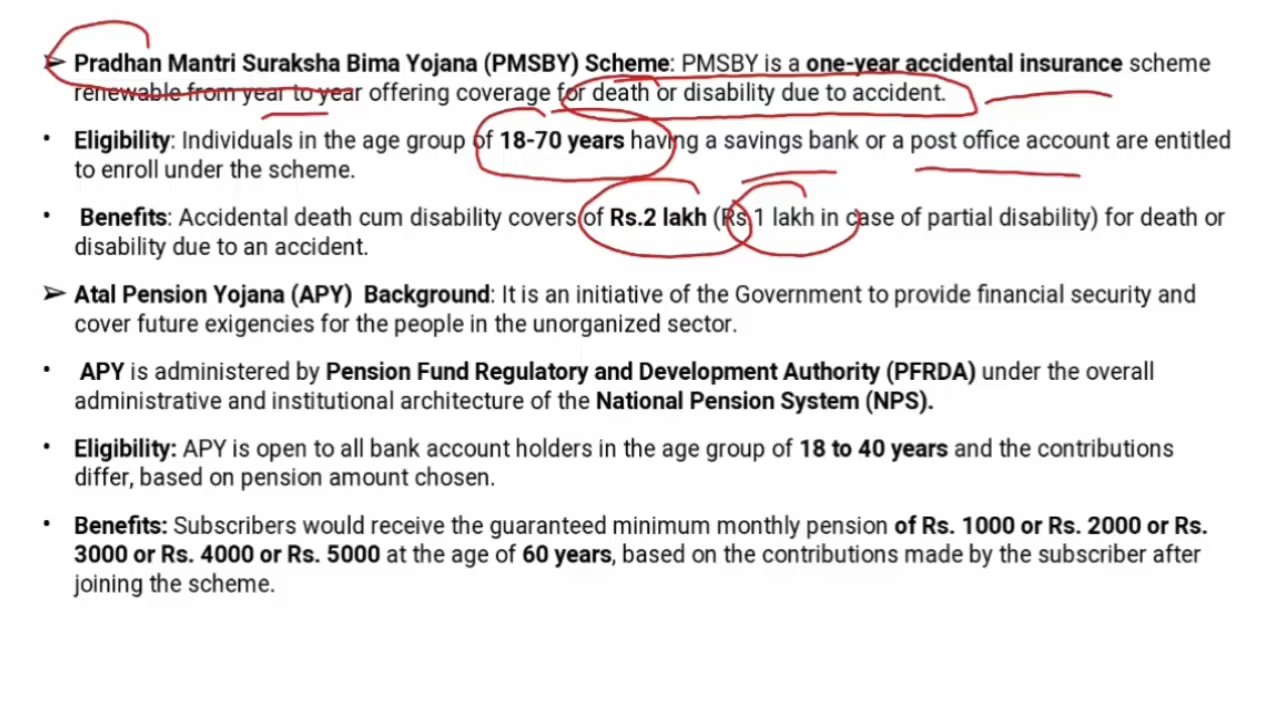 ➢ Pradhan Mantri Suraksha Bima Yojana (PMSBY) Scheme: PMSBY is a one-year accidental insurance scheme
renewable from year to year offering coverage for death or disability due to accident.
• Eligibility: Individuals in the age group of 18-70 years having a savings bank or a post office account are entitled
to enroll under the scheme.
• Benefits: Accidental death cum disability covers of Rs.2 lakh (Rs.1 lakh in case of partial disability) for death or
disability due to an accident.
➢ Atal Pension Yojana (APY) Background: It is an initiative of the Government to provide financial security and
cover future exigencies for the people in the unorganized sector.
• APY is administered by Pension Fund Regulatory and Development Authority (PFRDA) under the overall
administrative and institutional architecture of the National Pension System (NPS).
• Eligibility: APY is open to all bank account holders in the age group of 18 to 40 years and the contributions
differ, based on pension amount chosen.
• Benefits: Subscribers would receive the guaranteed minimum monthly pension of Rs. 1000 or Rs. 2000 or Rs.
3000 or Rs. 4000 or Rs. 5000 at the age of 60 years, based on the contributions made by the subscriber after
joining the scheme.